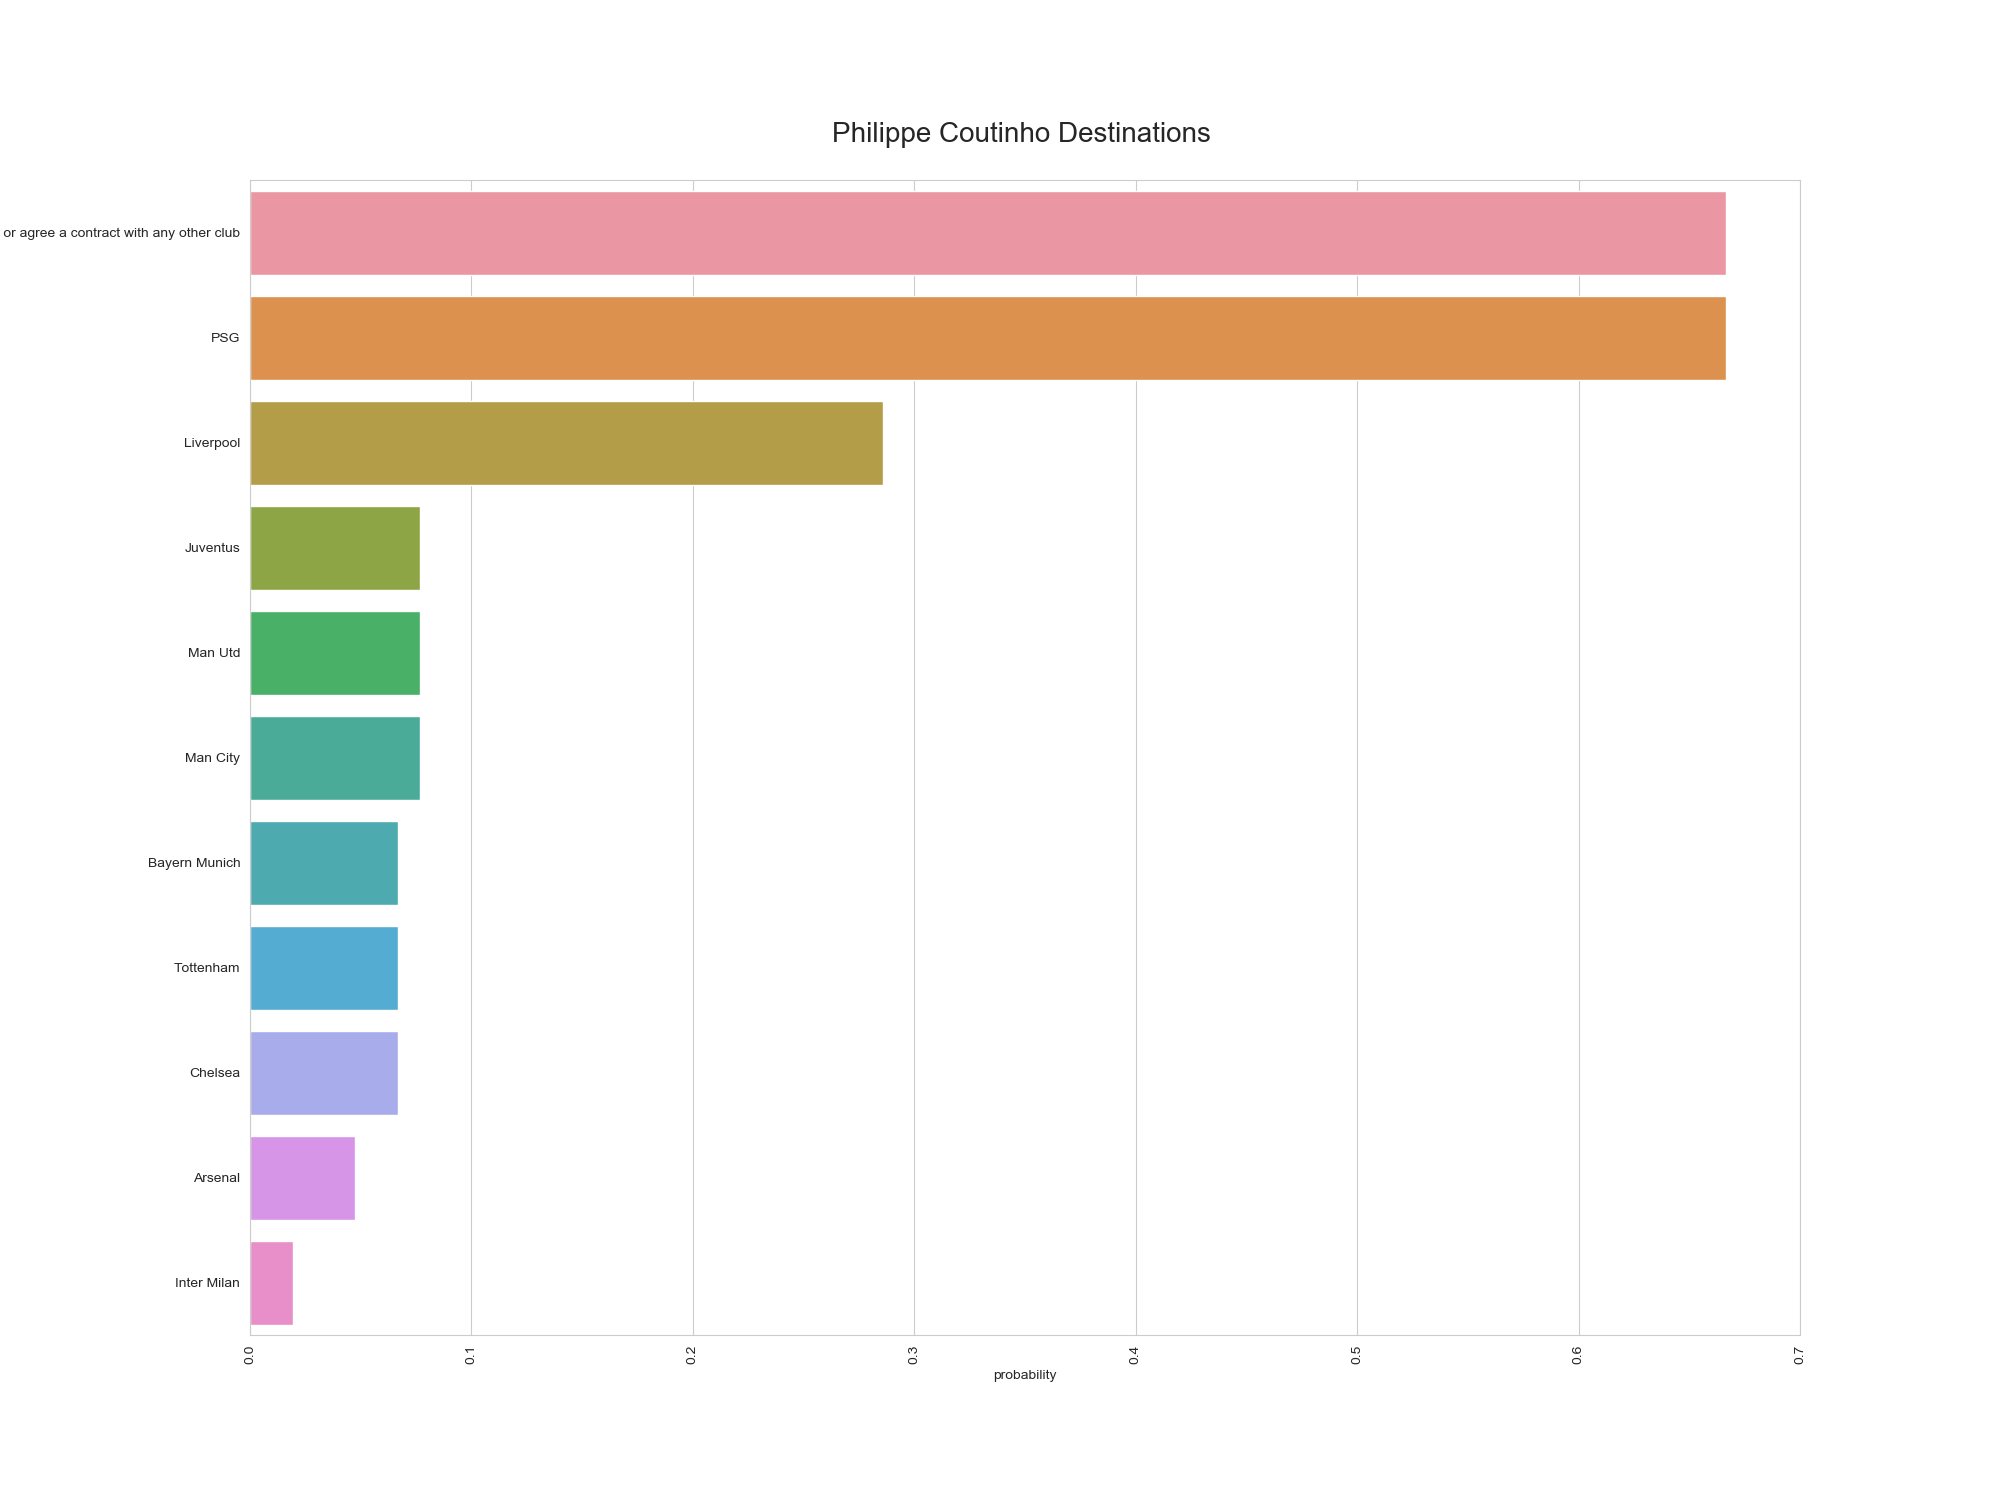 Philippe Coutinho Destinations
or agree a contract with any other club
PSG
Liverpool
Juventus
Man Utd
Man City
Bayern Munich
Tottenham
Chelsea
Arsenal
Inter Milan
0.0 0.1 0.2 0.3 0.4 0.5 0.6 0.7
probability